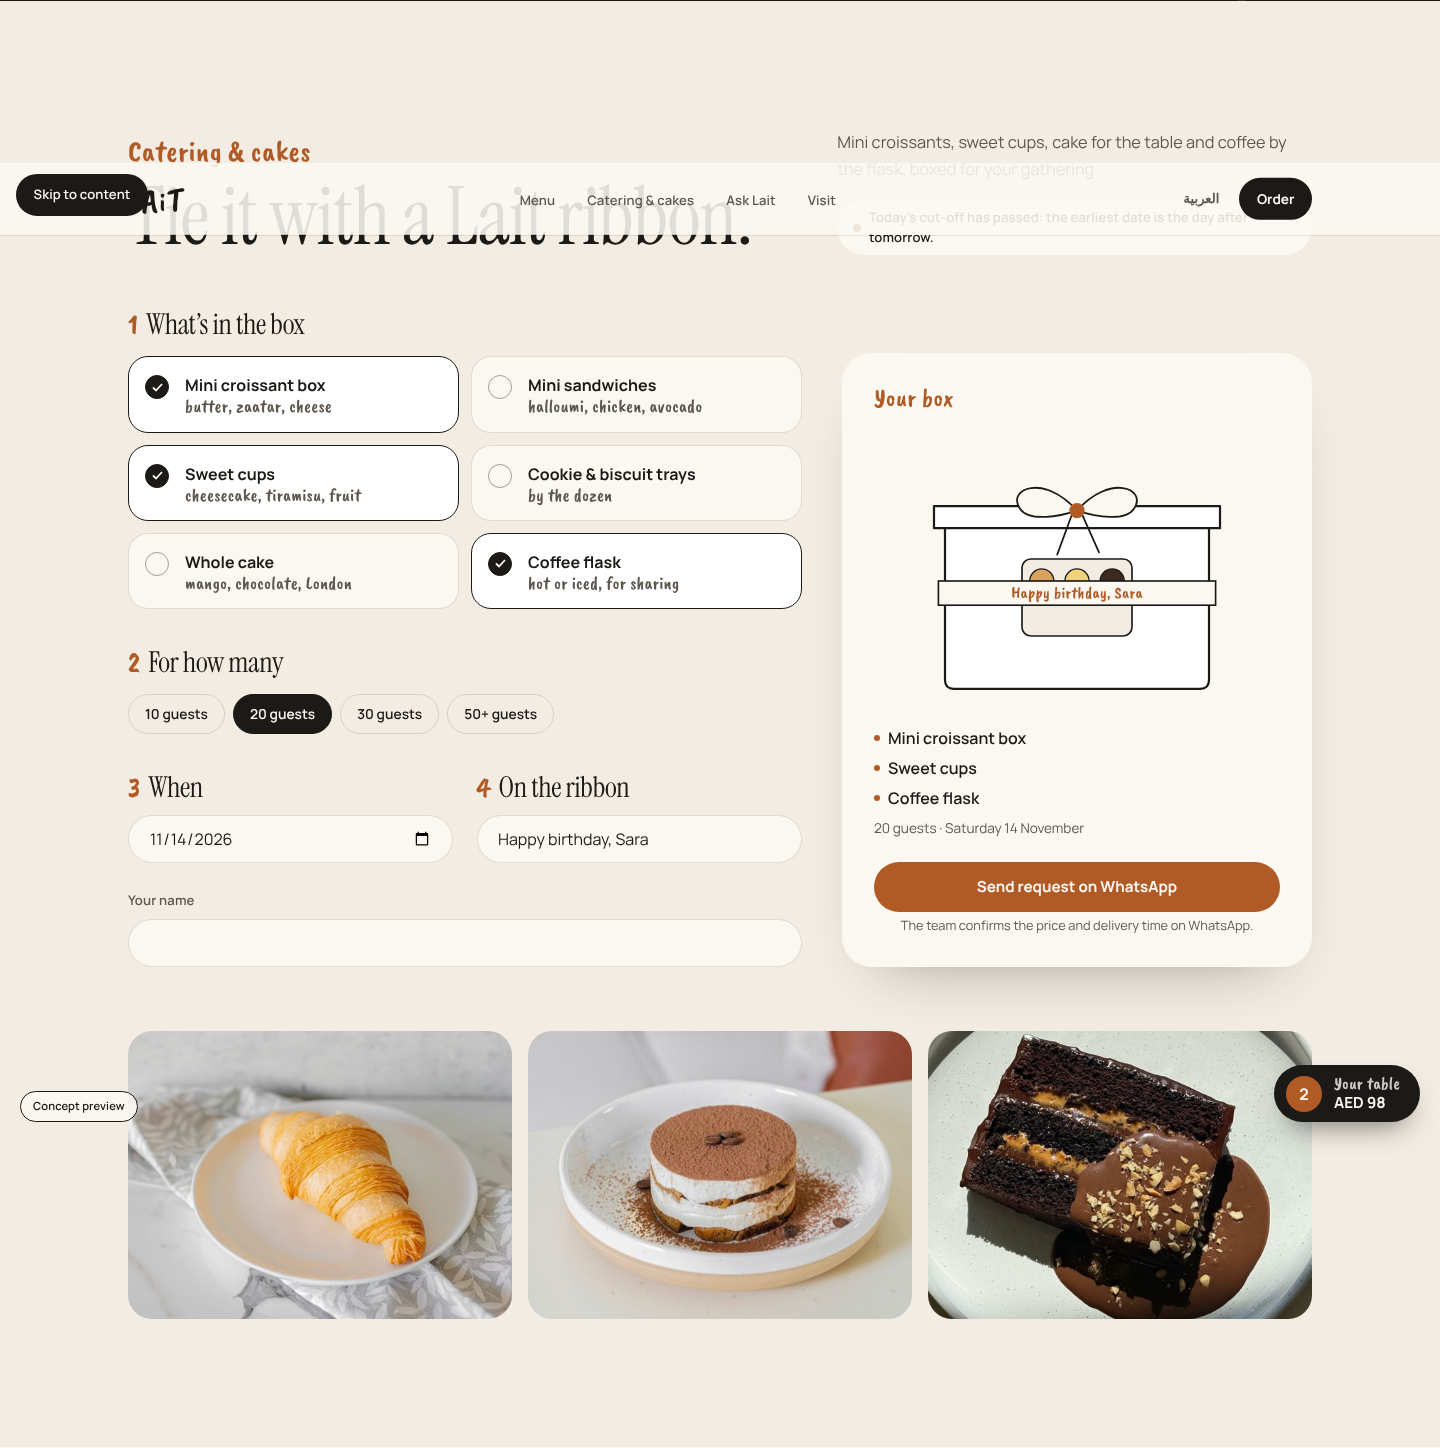 Catering & cakes
Mini croissants, sweet cups, cake for the table and coffee by
the flask, boxed for your gathering.
Skip to content
AiT
Menu
Catering & cakes
Ask Lait
Visit
العربية
Order
Tie it with a Lait ribbon.
Today's cut-off has passed: the earliest date is the day after
tomorrow.
1 What's in the box
Mini croissant box
butter, zaatar, cheese
Mini sandwiches
halloumi, chicken, avocado
Sweet cups
cheesecake, tiramisu, fruit
Cookie & biscuit trays
by the dozen
Whole cake
mango, chocolate, London
Coffee flask
hot or iced, for sharing
2 For how many
10 guests
20 guests
30 guests
50+ guests
3 When
11/14/2026
4 On the ribbon
Happy birthday, Sara
Your name
Your box
Happy birthday, Sara
Mini croissant box
Sweet cups
Coffee flask
20 guests · Saturday 14 November
Send request on WhatsApp
The team confirms the price and delivery time on WhatsApp.
Concept preview
2
Your table
AED 98